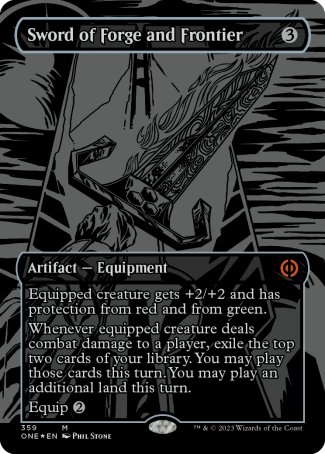 Sword of Forge and Frontier 3
Artifact — Equipment
Equipped creature gets +2/+2 and has
protection from red and from green.
Whenever equipped creature deals
combat damage to a player, exile the top
two cards of your library. You may play
those cards this turn. You may play an
additional land this turn.
Equip 2
359 M
ONE★EN Phil Stone
™ & © 2023 Wizards of the Coast